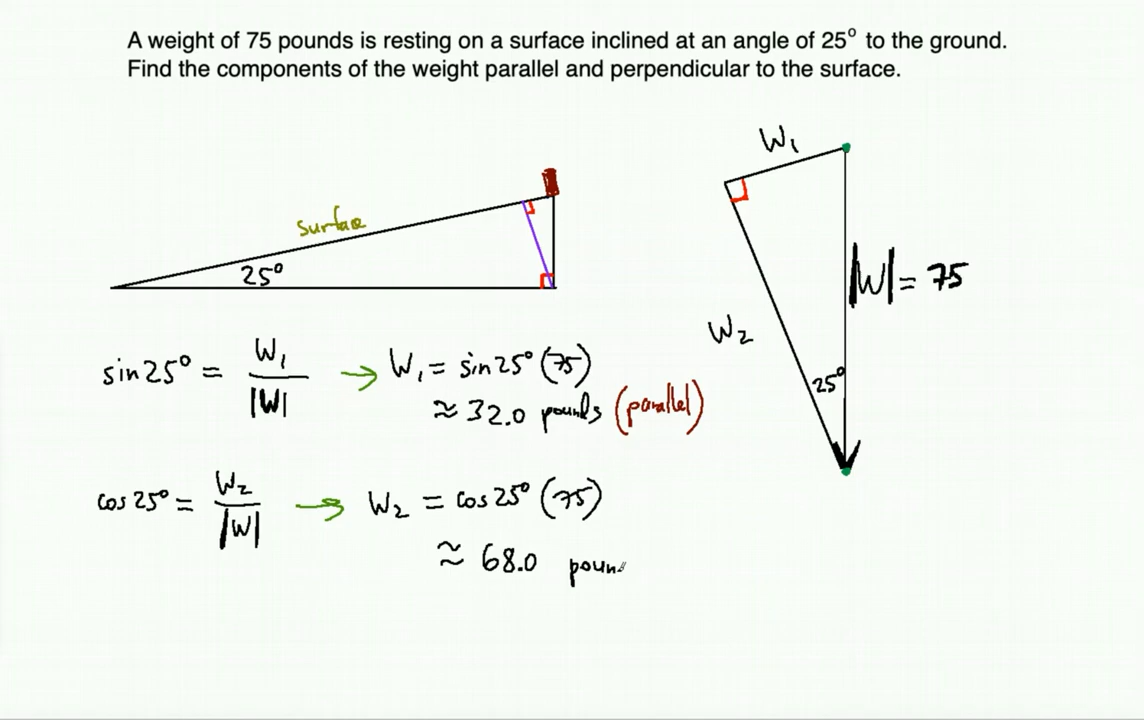 A weight of 75 pounds is resting on a surface inclined at an angle of 25° to the ground.
Find the components of the weight parallel and perpendicular to the surface.
surface
25°
W₁
W₂
|W| = 75
25°
sin 25° = W₁ / |W| → W₁ = sin 25° (75)
≈ 32.0 pounds (parallel)
cos 25° = W₂ / |W| → W₂ = cos 25° (75)
≈ 68.0 poun